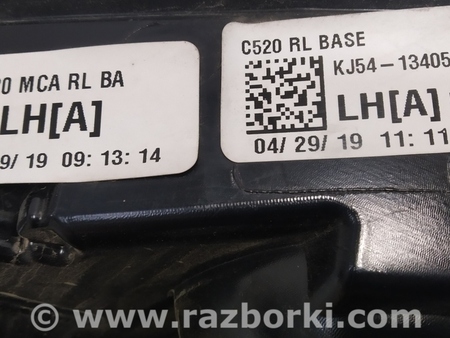 0 MCA RL BA
LH[A]
9/ 19 09: 13: 14
C520 RL BASE
KJ54-13405
LH[A]
04/ 29/ 19 11: 11
© www.razborki.com